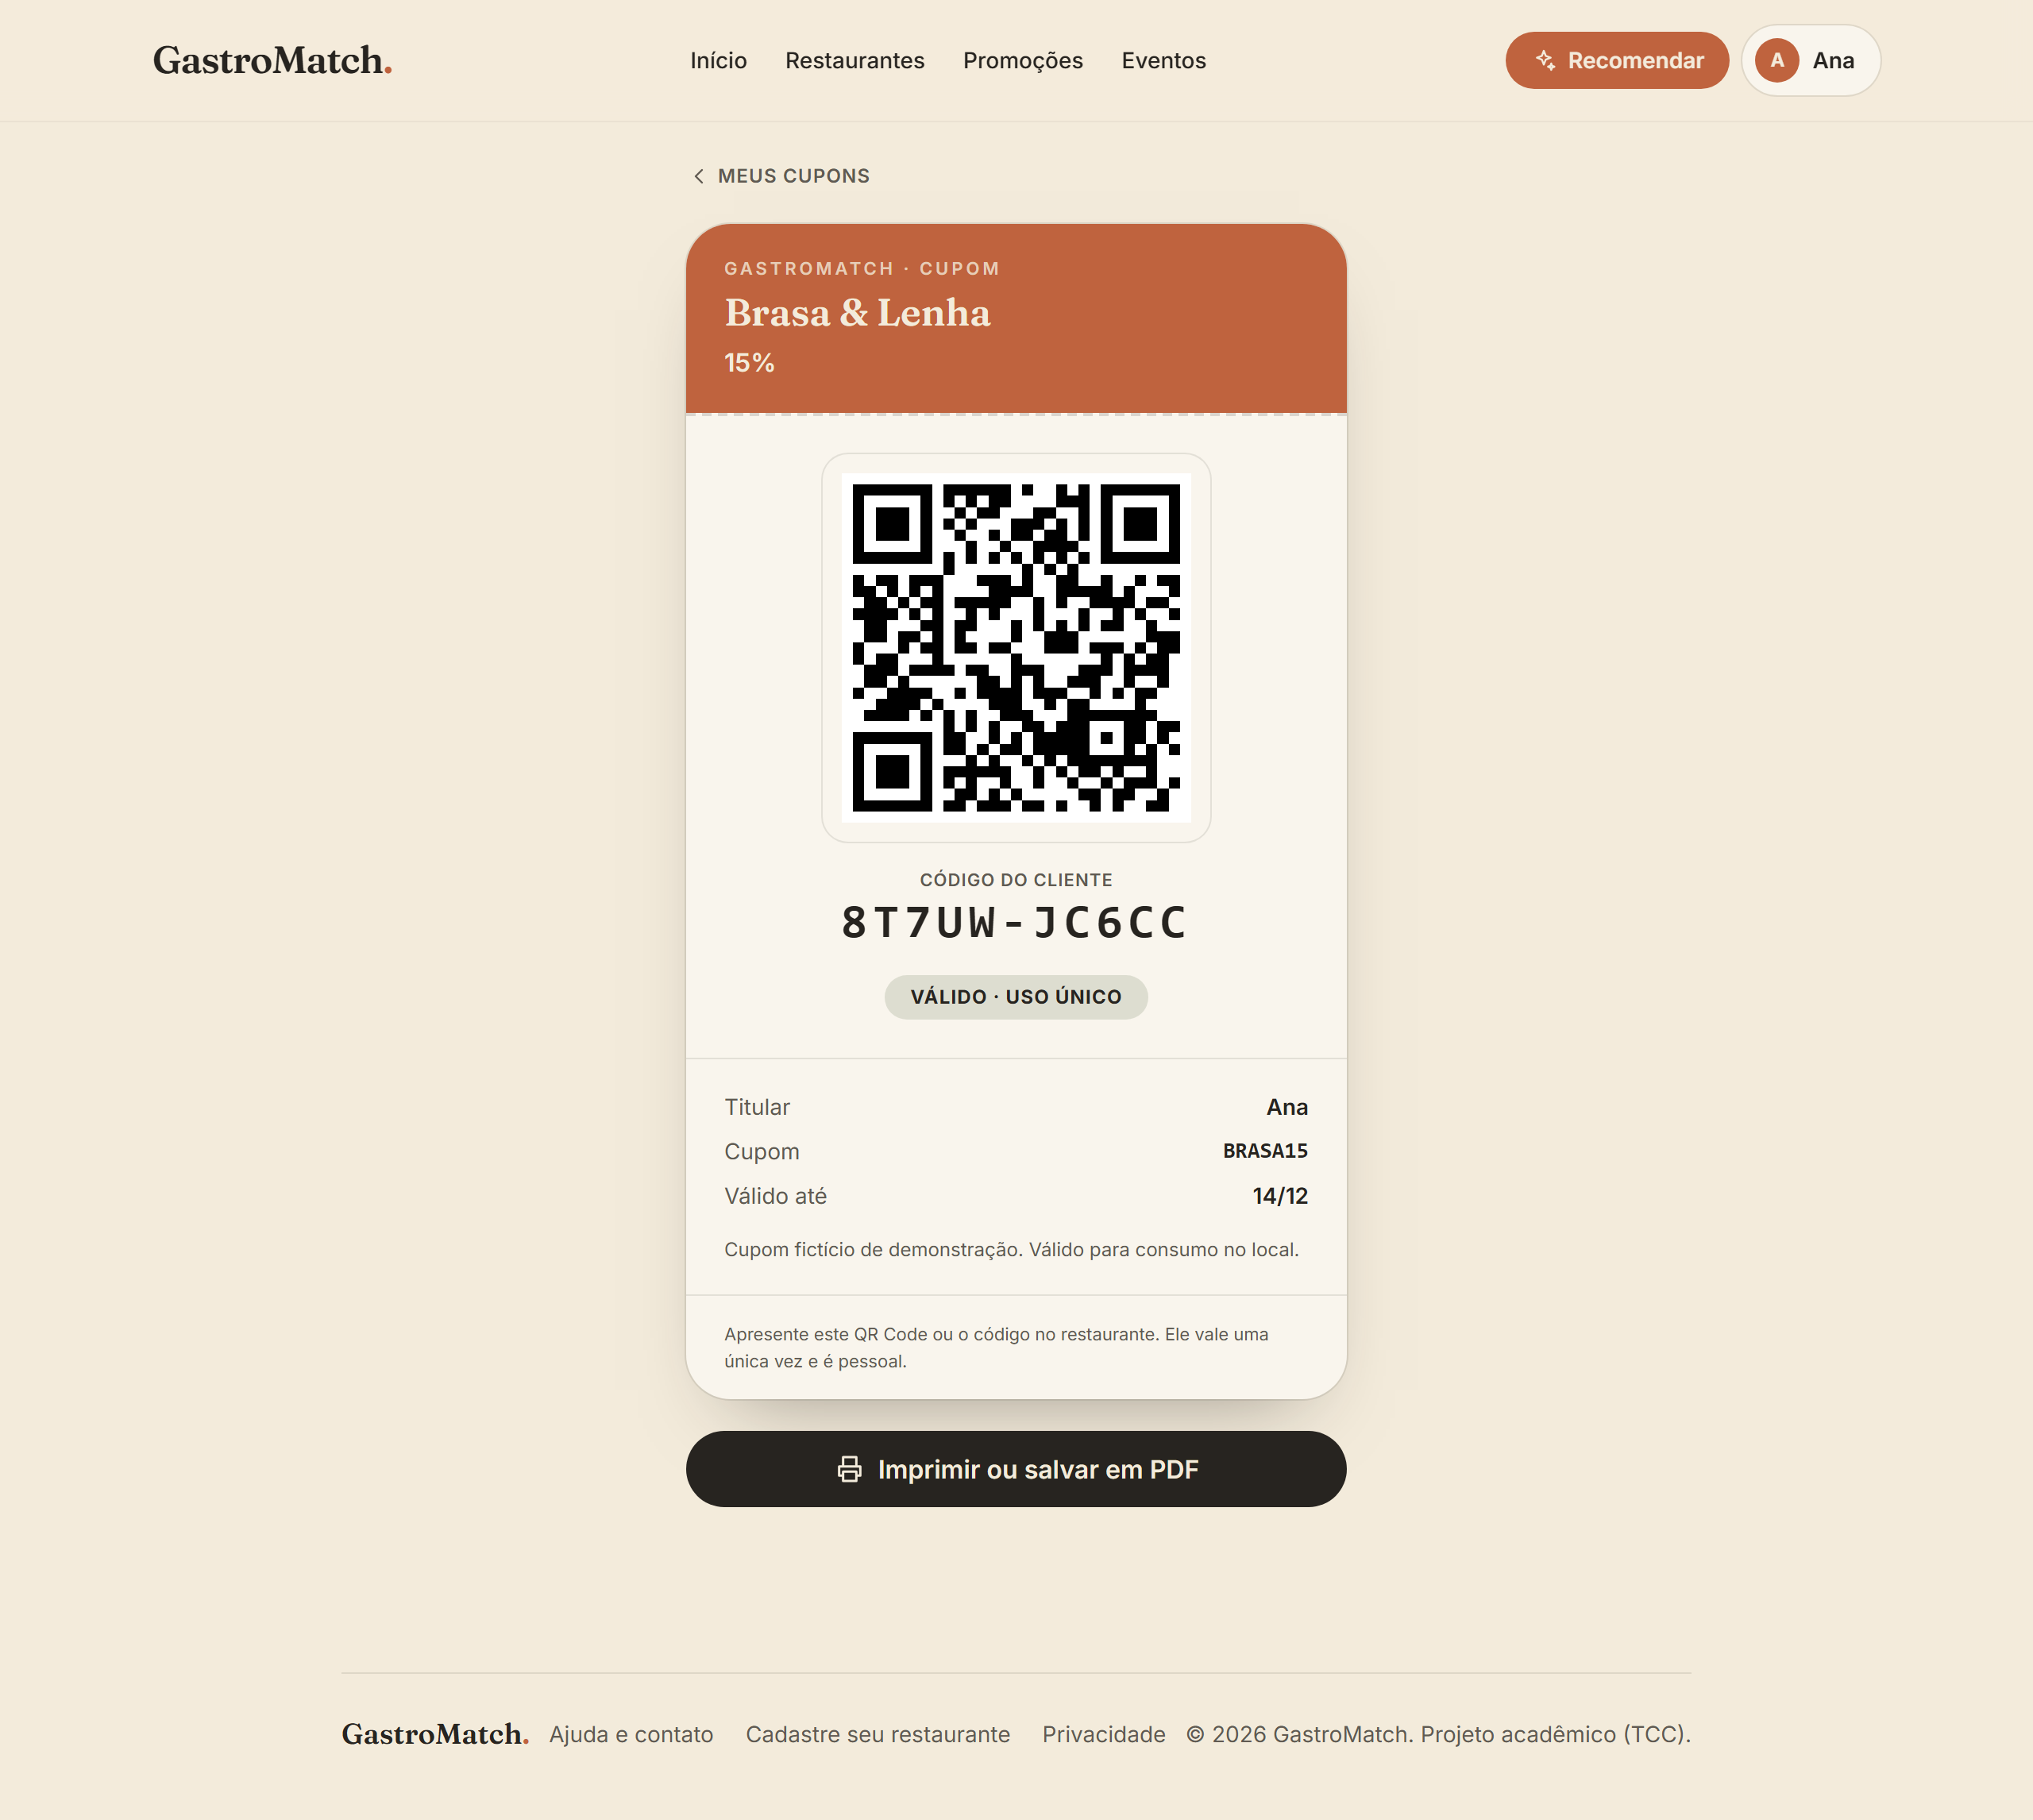 GastroMatch.
Início Restaurantes Promoções Eventos
Recomendar
A Ana
MEUS CUPONS
GASTROMATCH · CUPOM
Brasa & Lenha
15%
CÓDIGO DO CLIENTE
8T7UW-JC6CC
VÁLIDO · USO ÚNICO
Titular Ana
Cupom BRASA15
Válido até 14/12
Cupom fictício de demonstração. Válido para consumo no local.
Apresente este QR Code ou o código no restaurante. Ele vale uma
única vez e é pessoal.
Imprimir ou salvar em PDF
GastroMatch. Ajuda e contato Cadastre seu restaurante Privacidade © 2026 GastroMatch. Projeto acadêmico (TCC).